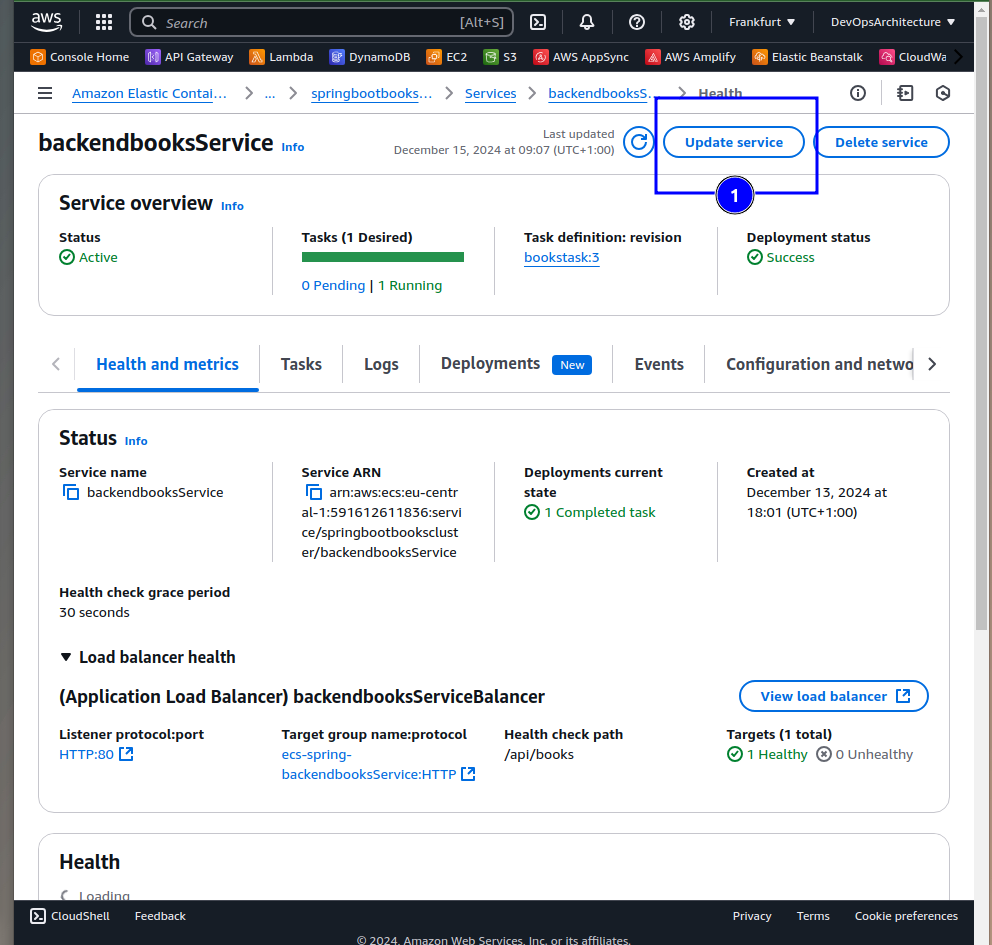 aws
Search [Alt+S]
Frankfurt
DevOpsArchitecture
Console Home API Gateway Lambda DynamoDB EC2 S3 AWS AppSync AWS Amplify Elastic Beanstalk CloudWa
Amazon Elastic Contai... ... springbootbooks... Services backendbooksS... Health
backendbooksService Info
Last updated
December 15, 2024 at 09:07 (UTC+1:00)
Update service
Delete service
1
Service overview Info
Status
Active
Tasks (1 Desired)
0 Pending | 1 Running
Task definition: revision
bookstask:3
Deployment status
Success
Health and metrics Tasks Logs Deployments New Events Configuration and netwo
Status Info
Service name
backendbooksService
Service ARN
arn:aws:ecs:eu-centr
al-1:591612611836:servi
ce/springbootbooksclust
er/backendbooksService
Deployments current
state
1 Completed task
Created at
December 13, 2024 at
18:01 (UTC+1:00)
Health check grace period
30 seconds
Load balancer health
(Application Load Balancer) backendbooksServiceBalancer
View load balancer
Listener protocol:port
HTTP:80
Target group name:protocol
ecs-spring-
backendbooksService:HTTP
Health check path
/api/books
Targets (1 total)
1 Healthy 0 Unhealthy
Health
Loading
CloudShell Feedback Privacy Terms Cookie preferences
© 2024, Amazon Web Services, Inc. or its affiliates.